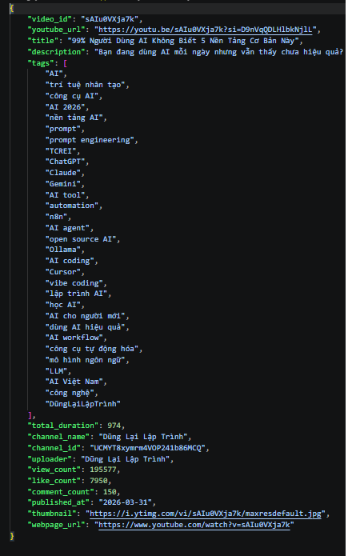 {
"video_id": "sAIu0VXja7k",
"youtube_url": "https://youtu.be/sAIu0VXja7k?si=D9nVqQDLHlbkNjlL",
"title": "99% Người Dùng AI Không Biết 5 Nền Tảng Cơ Bản Này",
"description": "Bạn đang dùng AI mỗi ngày nhưng vẫn thấy chưa hiệu quả?
"tags": [
"AI",
"trí tuệ nhân tạo",
"công cụ AI",
"AI 2026",
"nền tảng AI",
"prompt",
"prompt engineering",
"TCREI",
"ChatGPT",
"Claude",
"Gemini",
"AI tool",
"automation",
"n8n",
"AI agent",
"open source AI",
"Ollama",
"AI coding",
"Cursor",
"vibe coding",
"lập trình AI",
"học AI",
"AI cho người mới",
"dùng AI hiệu quả",
"AI workflow",
"công cụ tự động hóa",
"mô hình ngôn ngữ",
"LLM",
"AI Việt Nam",
"công nghệ",
"DũngLạiLậpTrình"
],
"total_duration": 974,
"channel_name": "Dũng Lại Lập Trình",
"channel_id": "UCMYT8xymrm4VOP241b86MCQ",
"uploader": "Dũng Lại Lập Trình",
"view_count": 195577,
"like_count": 7950,
"comment_count": 150,
"published_at": "2026-03-31",
"thumbnail": "https://i.ytimg.com/vi/sAIu0VXja7k/maxresdefault.jpg",
"webpage_url": "https://www.youtube.com/watch?v=sAIu0VXja7k"
}